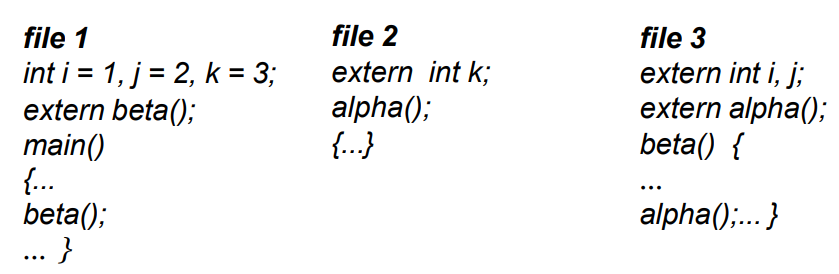 file 1
int i = 1, j = 2, k = 3;
extern beta();
main()
{...
beta();
... }
file 2
extern  int k;
alpha();
{...}
file 3
extern int i, j;
extern alpha();
beta()  {
...
alpha();... }